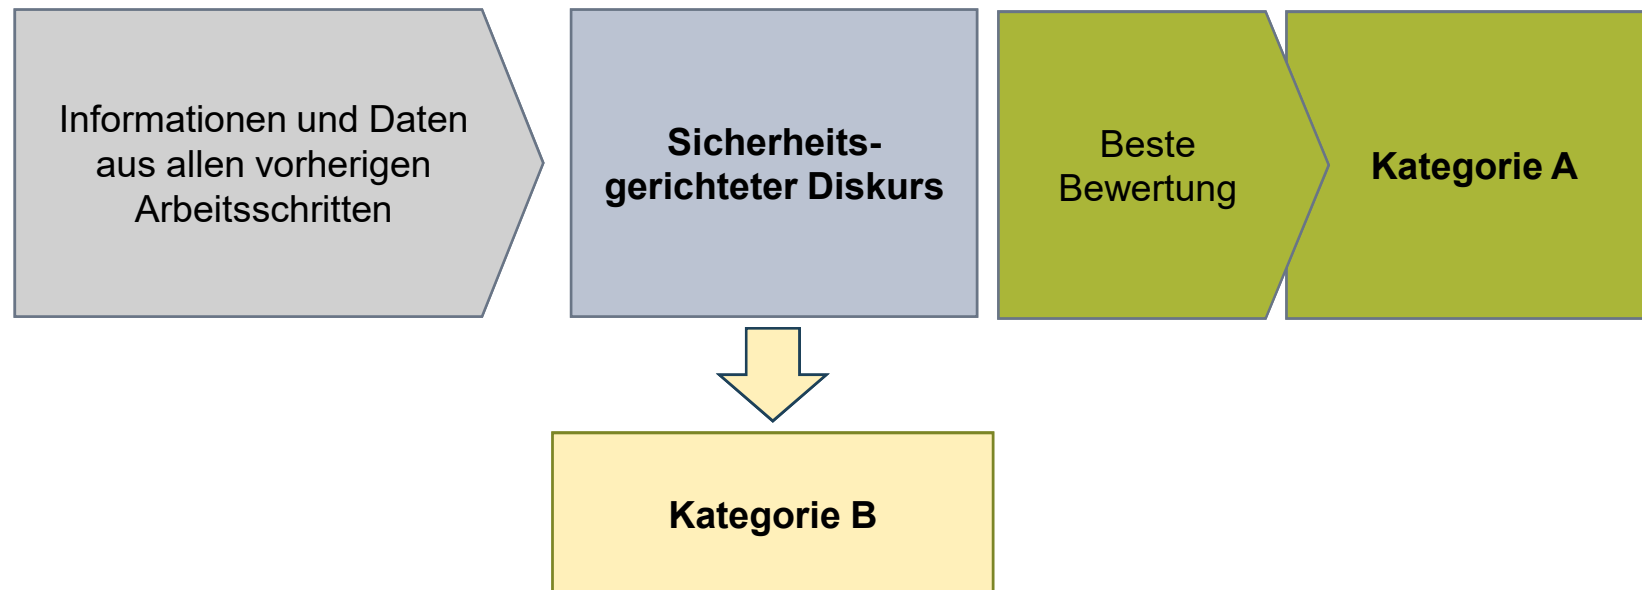 Informationen und Daten
aus allen vorherigen
Arbeitsschritten
Sicherheits-
gerichteter Diskurs
Beste
Bewertung
Kategorie A
Kategorie B